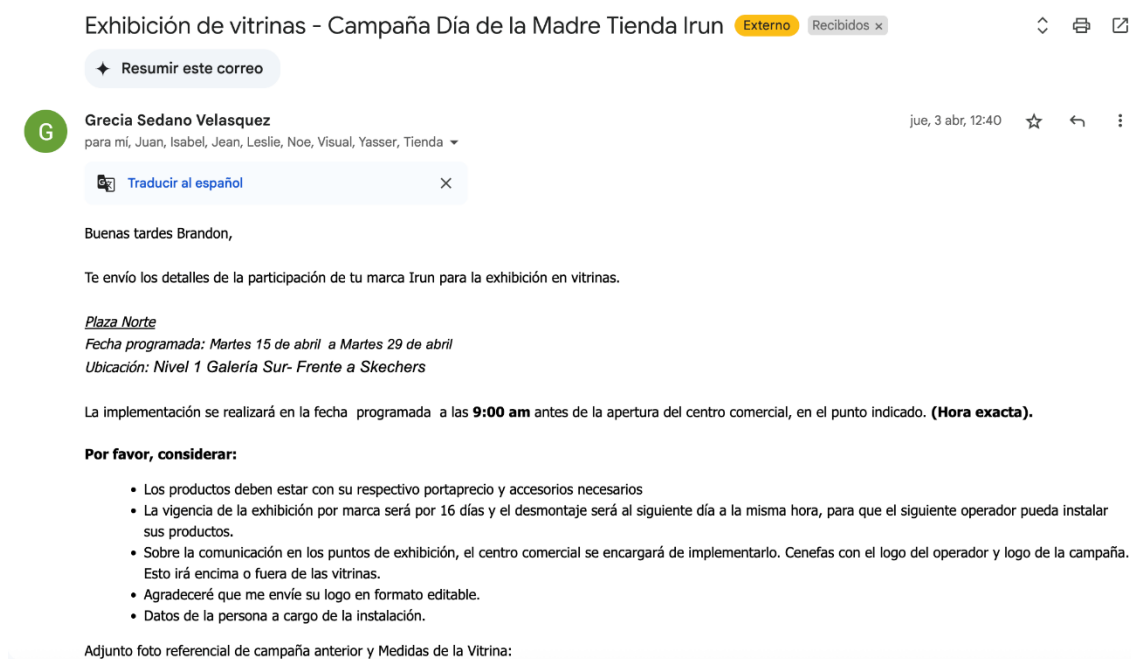 Exhibición de vitrinas - Campaña Día de la Madre Tienda Irun Externo Recibidos ×
Resumir este correo
G
Grecia Sedano Velasquez
jue, 3 abr, 12:40
para mí, Juan, Isabel, Jean, Leslie, Noe, Visual, Yasser, Tienda
Traducir al español
Buenas tardes Brandon,
Te envío los detalles de la participación de tu marca Irun para la exhibición en vitrinas.
Plaza Norte
Fecha programada: Martes 15 de abril  a Martes 29 de abril
Ubicación: Nivel 1 Galería Sur- Frente a Skechers
La implementación se realizará en la fecha  programada  a las 9:00 am antes de la apertura del centro comercial, en el punto indicado. (Hora exacta).
Por favor, considerar:
• Los productos deben estar con su respectivo portaprecio y accesorios necesarios
• La vigencia de la exhibición por marca será por 16 días y el desmontaje será al siguiente día a la misma hora, para que el siguiente operador pueda instalar
sus productos.
• Sobre la comunicación en los puntos de exhibición, el centro comercial se encargará de implementarlo. Cenefas con el logo del operador y logo de la campaña.
Esto irá encima o fuera de las vitrinas.
• Agradeceré que me envíe su logo en formato editable.
• Datos de la persona a cargo de la instalación.
Adjunto foto referencial de campaña anterior y Medidas de la Vitrina: